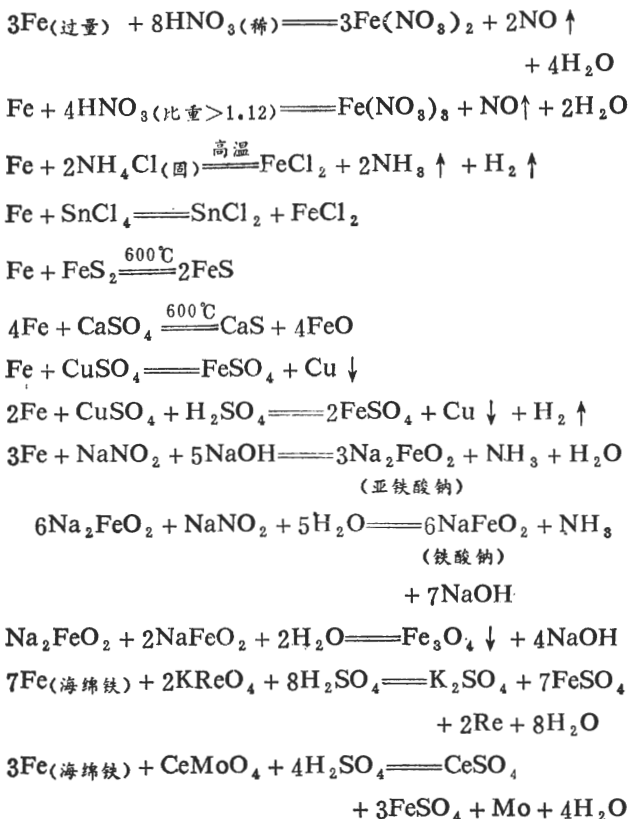 3Fe(过量) + 8HNO₃(稀)═══3Fe(NO₃)₂ + 2NO↑
+ 4H₂O
Fe + 4HNO₃(比重>1.12)═══Fe(NO₃)₃ + NO↑ + 2H₂O
高温
Fe + 2NH₄Cl(固)═══FeCl₂ + 2NH₃↑ + H₂↑
Fe + SnCl₄═══SnCl₂ + FeCl₂
600℃
Fe + FeS₂═══2FeS
600℃
4Fe + CaSO₄═══CaS + 4FeO
Fe + CuSO₄═══FeSO₄ + Cu↓
2Fe + CuSO₄ + H₂SO₄═══2FeSO₄ + Cu↓ + H₂↑
3Fe + NaNO₂ + 5NaOH═══3Na₂FeO₂ + NH₃ + H₂O
(亚铁酸钠)
6Na₂FeO₂ + NaNO₂ + 5H₂O═══6NaFeO₂ + NH₃
(铁酸钠)
+ 7NaOH
Na₂FeO₂ + 2NaFeO₂ + 2H₂O═══Fe₃O₄↓ + 4NaOH
7Fe(海绵铁) + 2KReO₄ + 8H₂SO₄═══K₂SO₄ + 7FeSO₄
+ 2Re + 8H₂O
3Fe(海绵铁) + CeMoO₄ + 4H₂SO₄═══CeSO₄
+ 3FeSO₄ + Mo + 4H₂O